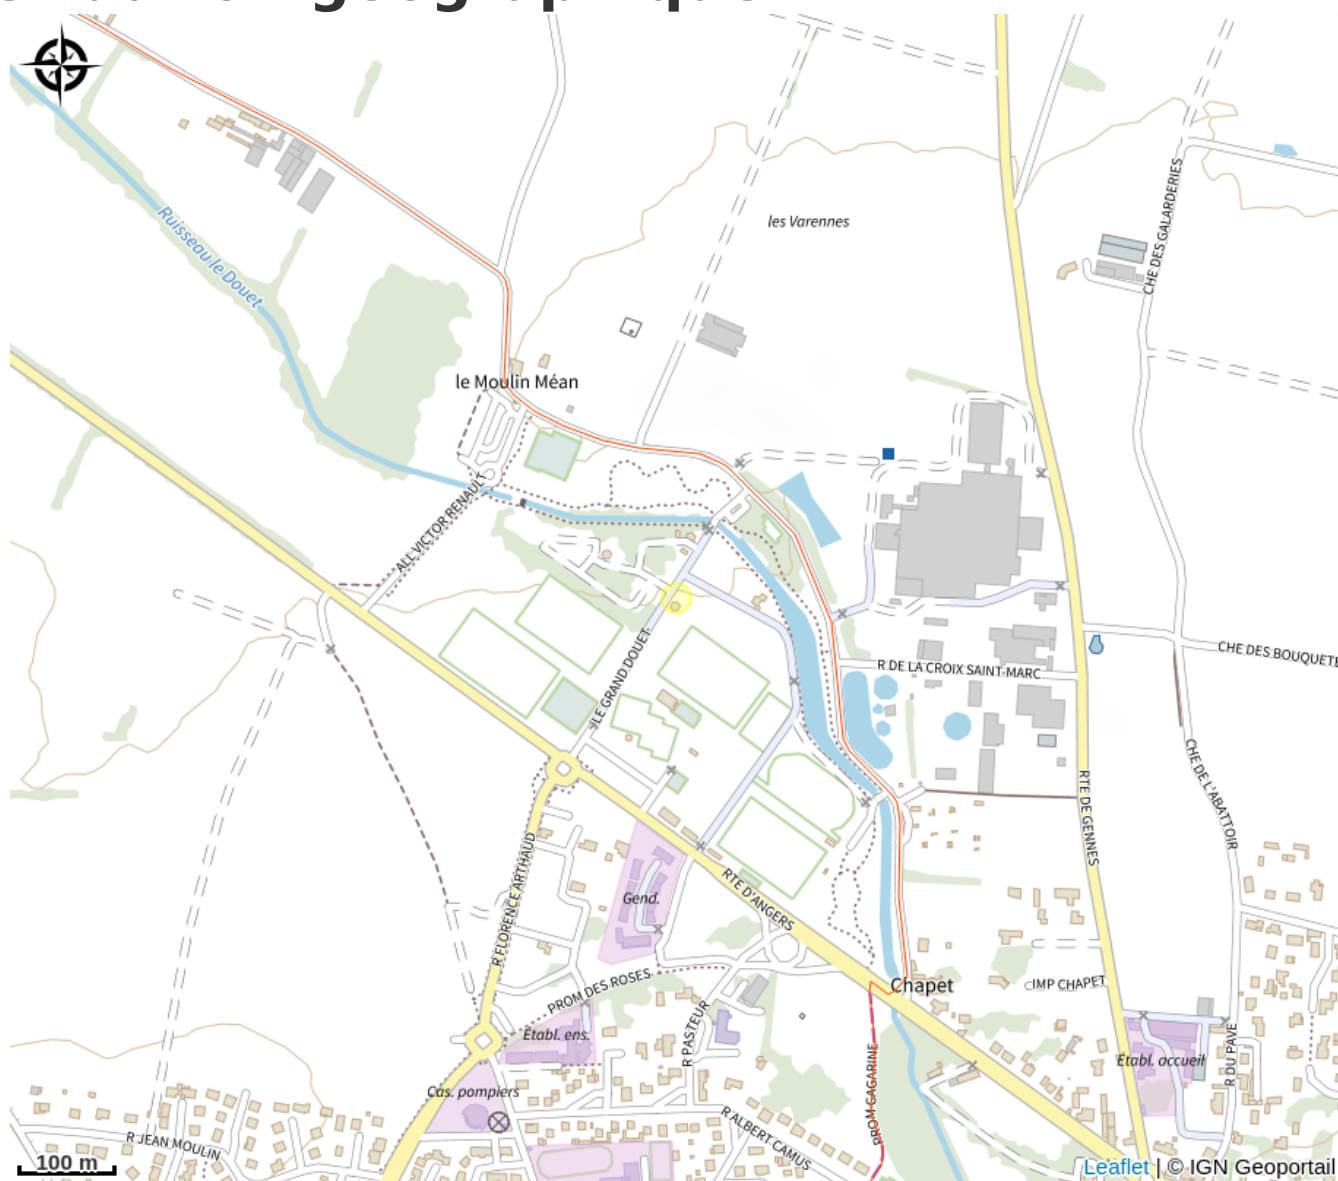 les Varennes
CHE DES GALARDERIES
Ruisseau le Douet
le Moulin Méan
ALL VICTOR RENAULT
LE GRAND DOUET
R DE LA CROIX SAINT-MARC
CHE DES BOUQUETE
CHE DE L'ABATTOIR
RTE DE GENNES
R FLORENCE ARTHAUD
Gend.
RTE D'ANGERS
PROM DES ROSES
Chapet
IMP CHAPET
Établ. ens.
R PASTEUR
PROM GAGARINE
Établ. accueil
R DU PAVE
Cas. pompiers
R ALBERT CAMUS
R JEAN MOULIN
100 m
Leaflet | © IGN Geoportail